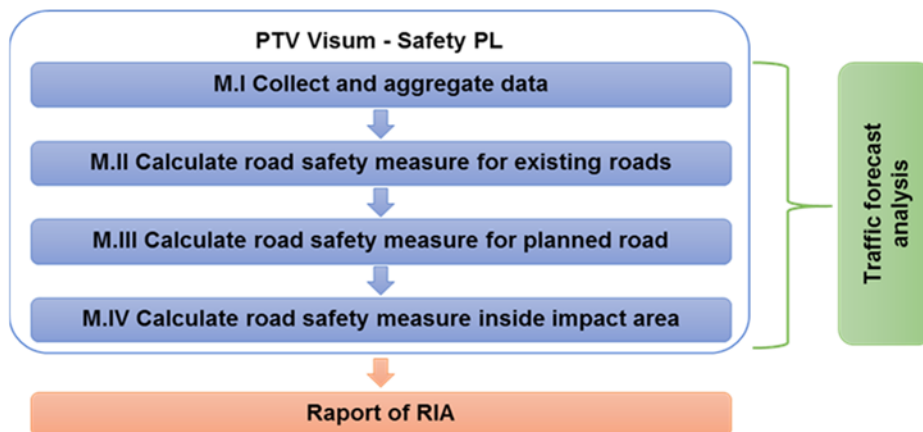 PTV Visum - Safety PL
M.I Collect and aggregate data
M.II Calculate road safety measure for existing roads
M.III Calculate road safety measure for planned road
M.IV Calculate road safety measure inside impact area
Raport of RIA
Traffic forecast
analysis